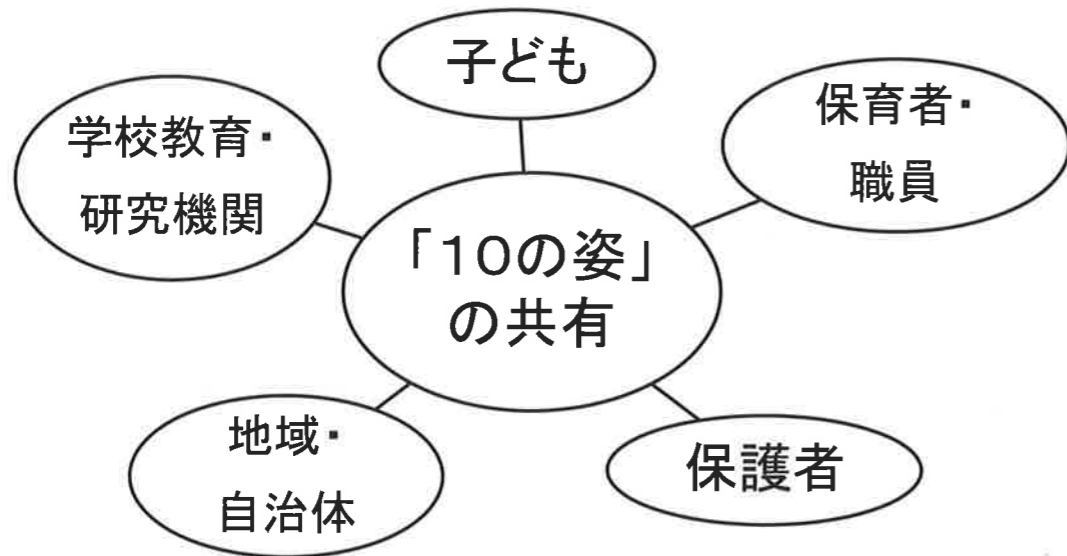 子ども
学校教育・
研究機関
保育者・
職員
「10の姿」
の共有
地域・
自治体
保護者